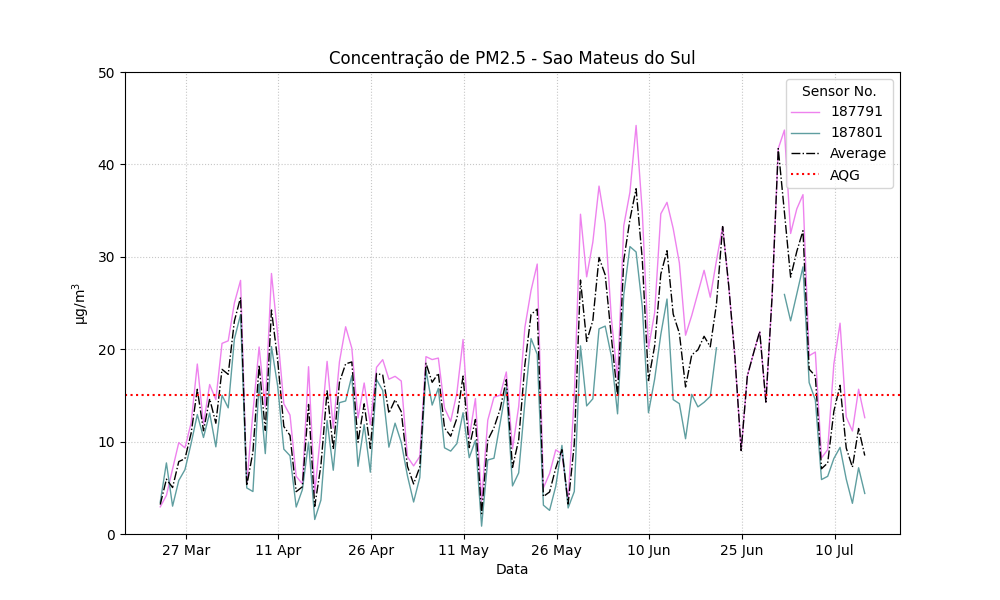 Concentração de PM2.5 - Sao Mateus do Sul
50
40
30
20
10
0
µg/m³
Sensor No.
187791
187801
Average
AQG
27 Mar
11 Apr
26 Apr
11 May
26 May
10 Jun
25 Jun
10 Jul
Data